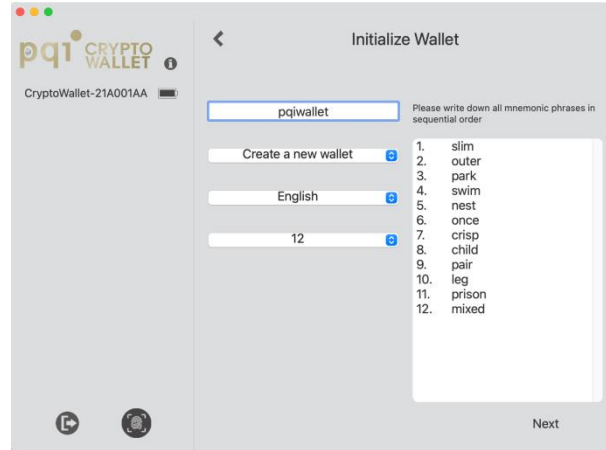 pqi CRYPTO WALLET
CryptoWallet-21A001AA
Initialize Wallet
pqiwallet
Create a new wallet
English
12
Please write down all mnemonic phrases in
sequential order
1. slim
2. outer
3. park
4. swim
5. nest
6. once
7. crisp
8. child
9. pair
10. leg
11. prison
12. mixed
Next